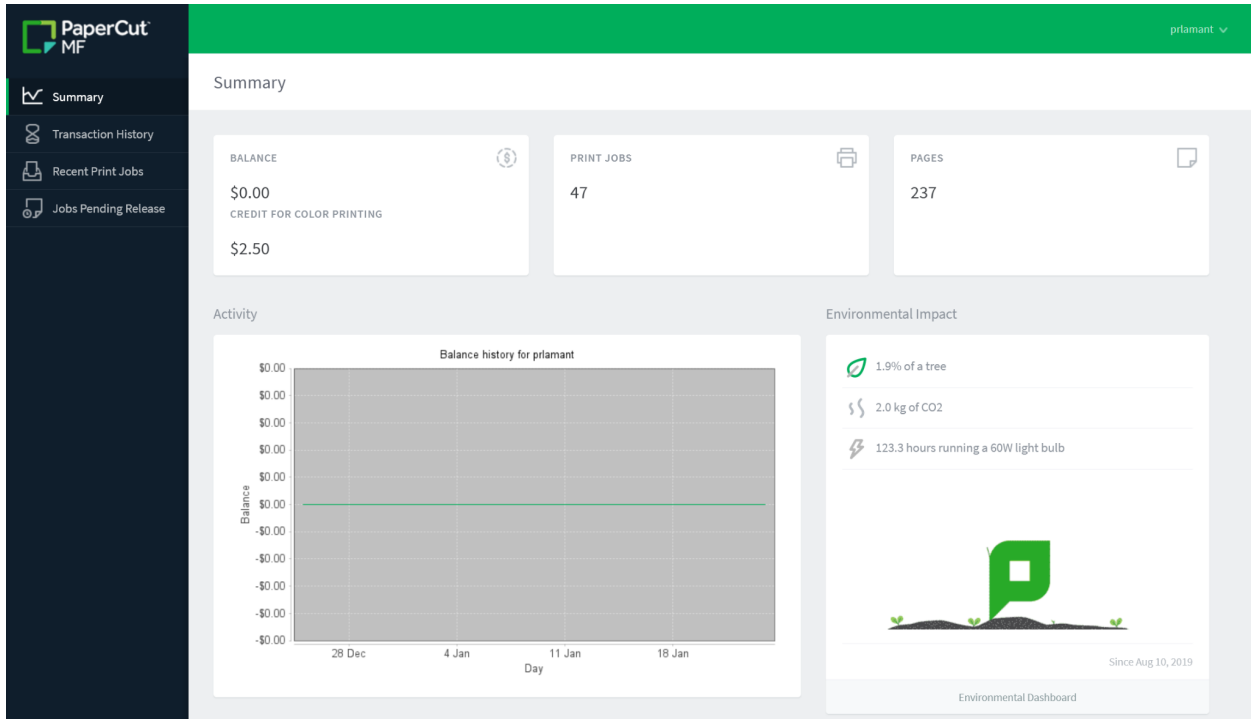 PaperCut
MF
prlamant
Summary
Transaction History
Recent Print Jobs
Jobs Pending Release
Summary
BALANCE
$0.00
CREDIT FOR COLOR PRINTING
$2.50
PRINT JOBS
47
PAGES
237
Activity
Balance history for prlamant
$0.00
$0.00
$0.00
$0.00
$0.00
$0.00
-$0.00
-$0.00
-$0.00
-$0.00
-$0.00
Balance
28 Dec 4 Jan 11 Jan 18 Jan
Day
Environmental Impact
1.9% of a tree
2.0 kg of CO2
123.3 hours running a 60W light bulb
Since Aug 10, 2019
Environmental Dashboard